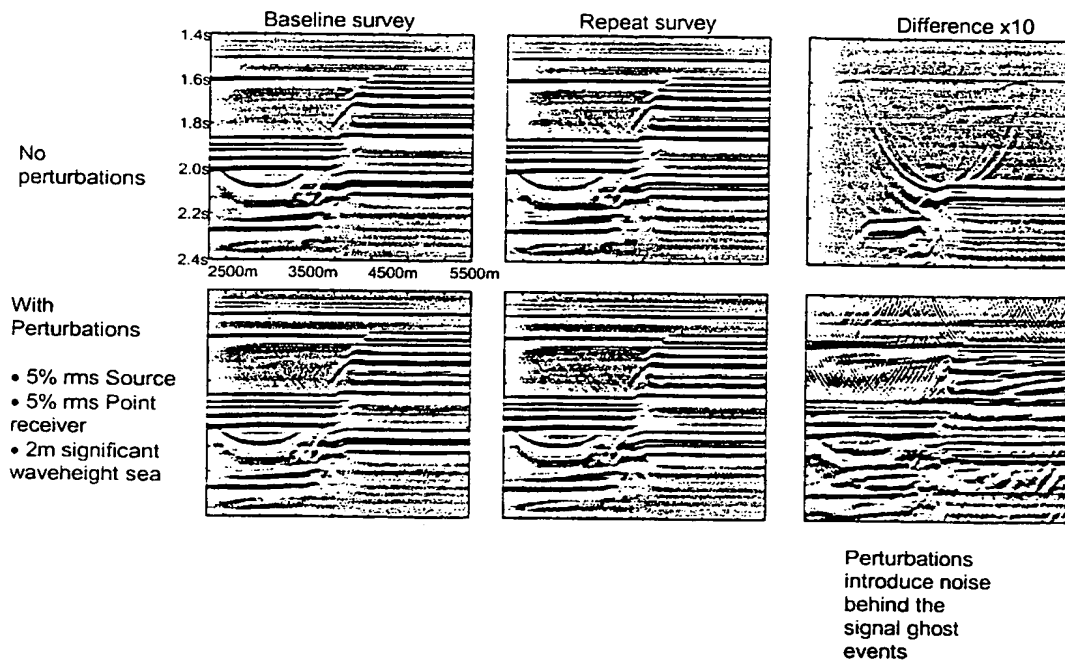 Baseline survey
Repeat survey
Difference x10
1.4s
1.6s
1.8s
2.0s
2.2s
2.4s
25000m 3500m 4500m 5500m
No
perturbations
With
Perturbations
• 5% rms Source
• 5% rms Point
receiver
• 2m significant
waveheight sea
Perturbations
introduce noise
behind the
signal ghost
events